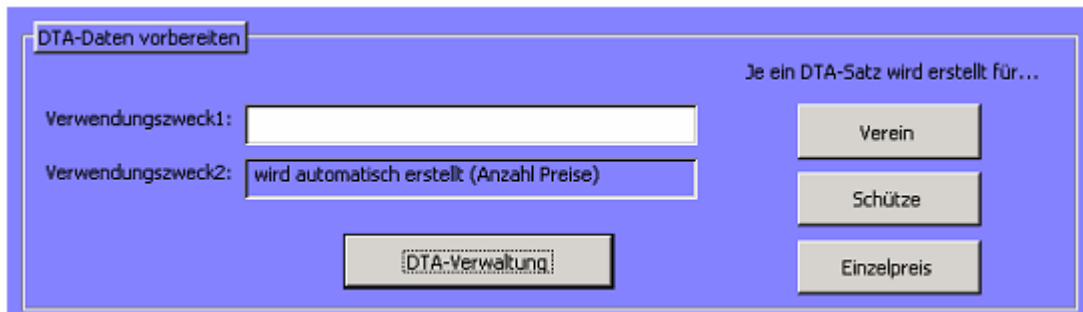 DTA-Daten vorbereiten
Je ein DTA-Satz wird erstellt für...
Verwendungszweck1:
Verein
Verwendungszweck2: wird automatisch erstellt (Anzahl Preise)
Schütze
DTA-Verwaltung
Einzelpreis